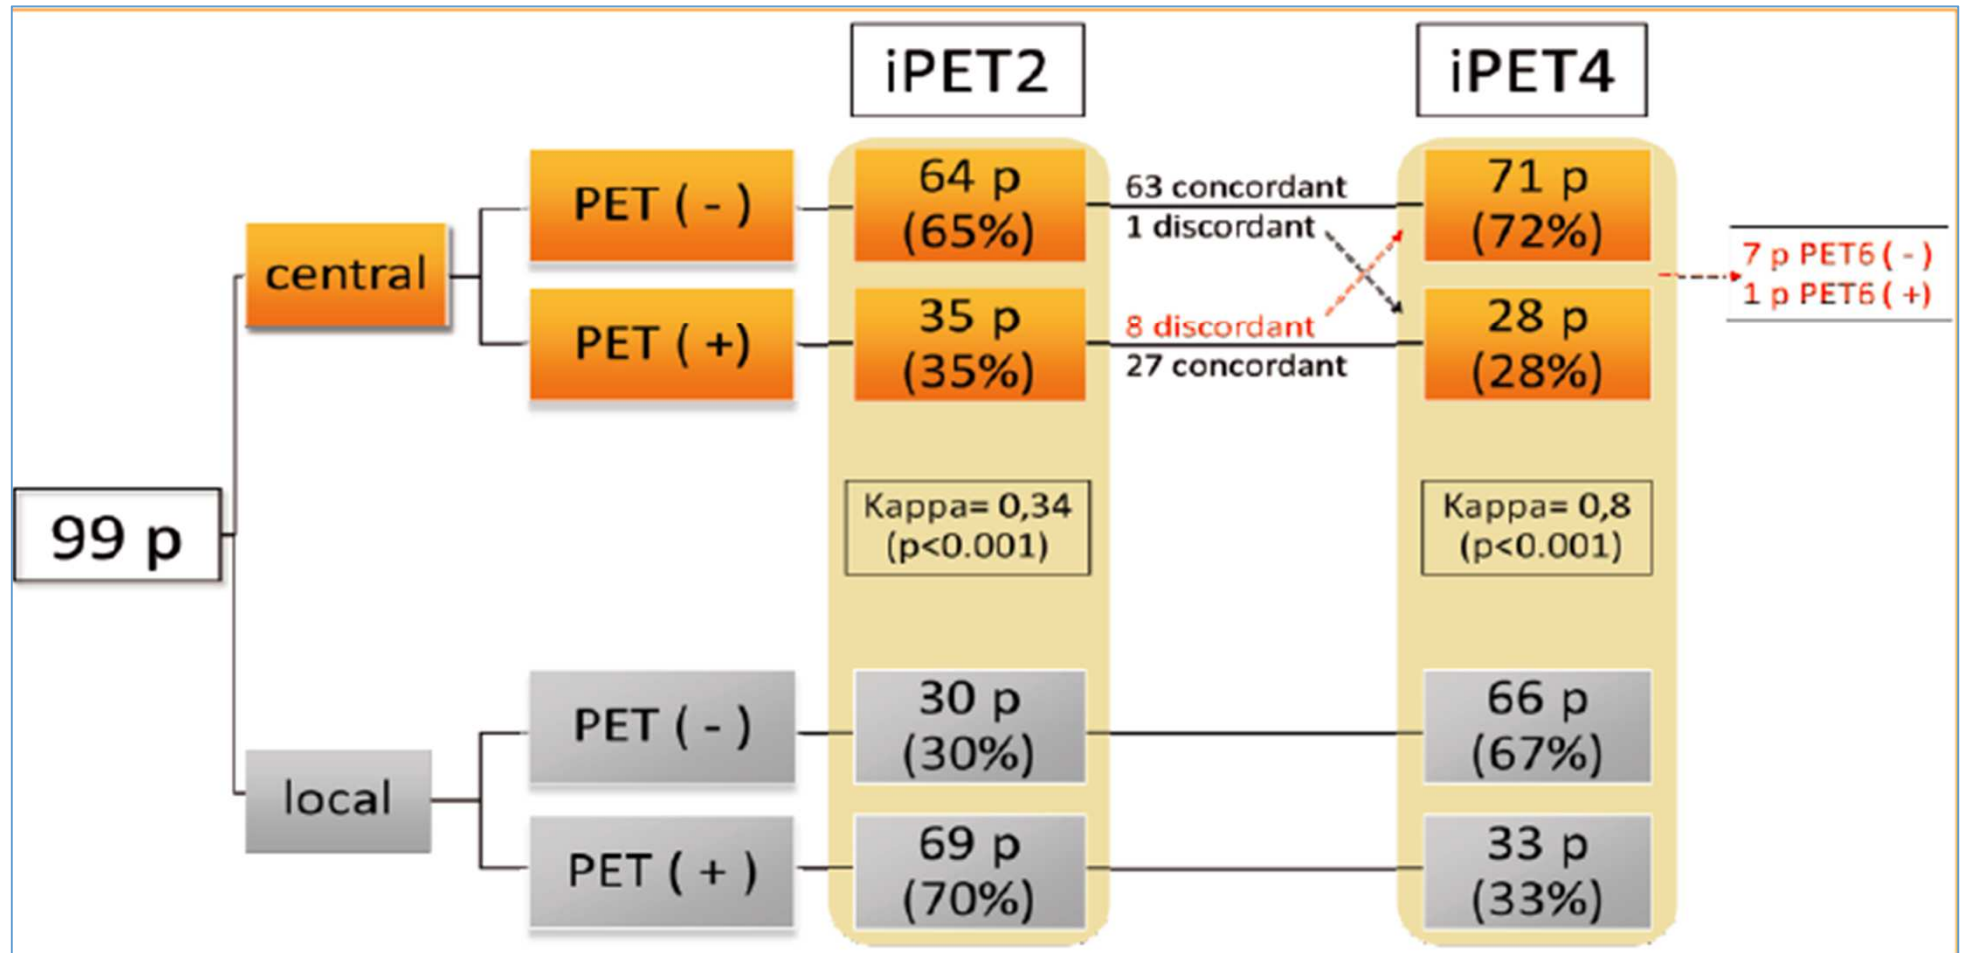 iPET2
iPET4
central
PET ( - )
64 p
(65%)
63 concordant
1 discordant
71 p
(72%)
PET ( +)
35 p
(35%)
8 discordant
27 concordant
28 p
(28%)
7 p PET6 ( - )
1 p PET6 ( +)
99 p
Kappa= 0,34
(p<0.001)
Kappa= 0,8
(p<0.001)
local
PET ( - )
30 p
(30%)
66 p
(67%)
PET ( + )
69 p
(70%)
33 p
(33%)